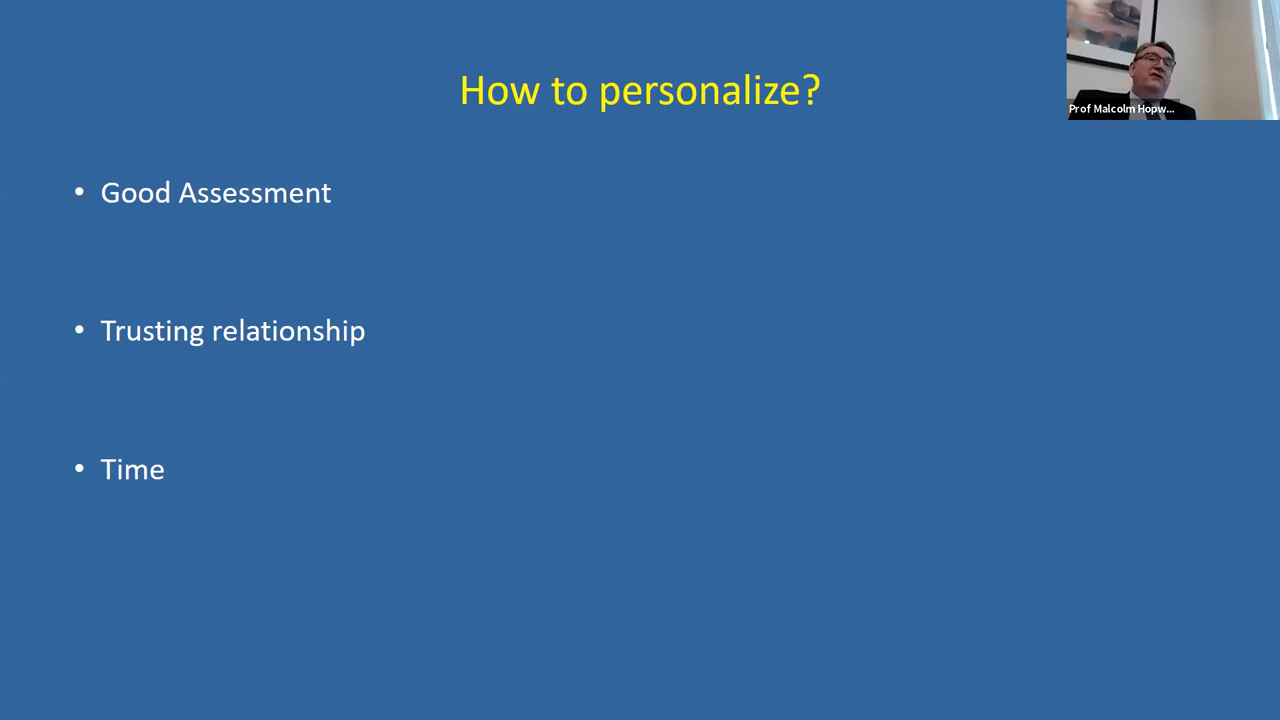 How to personalize?
Prof Malcolm Hopw...
• Good Assessment
• Trusting relationship
• Time